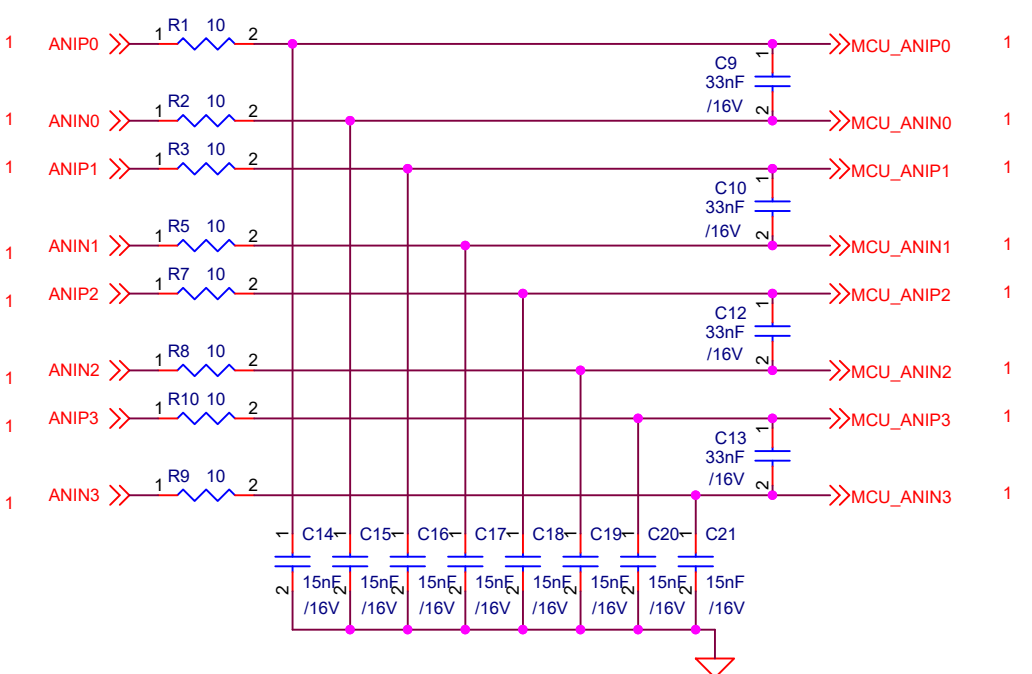 R1 10
1 ANIP0 1 2 MCU_ANIP0 1
1
C9
33nF
/16V
2
R2 10
1 ANIN0 1 2 MCU_ANIN0 1
R3 10
1 ANIP1 1 2 MCU_ANIP1 1
1
C10
33nF
/16V
2
R5 10
1 ANIN1 1 2 MCU_ANIN1 1
R7 10
1 ANIP2 1 2 MCU_ANIP2 1
1
C12
33nF
/16V
2
R8 10
1 ANIN2 1 2 MCU_ANIN2 1
R10 10
1 ANIP3 1 2 MCU_ANIP3 1
1
C13
33nF
/16V
2
R9 10
1 ANIN3 1 2 MCU_ANIN3 1
1 C14 1 C15 1 C16 1 C17 1 C18 1 C19 1 C20 1 C21
2 15nF 2 15nF 2 15nF 2 15nF 2 15nF 2 15nF 2 15nF 2 15nF
/16V /16V /16V /16V /16V /16V /16V /16V